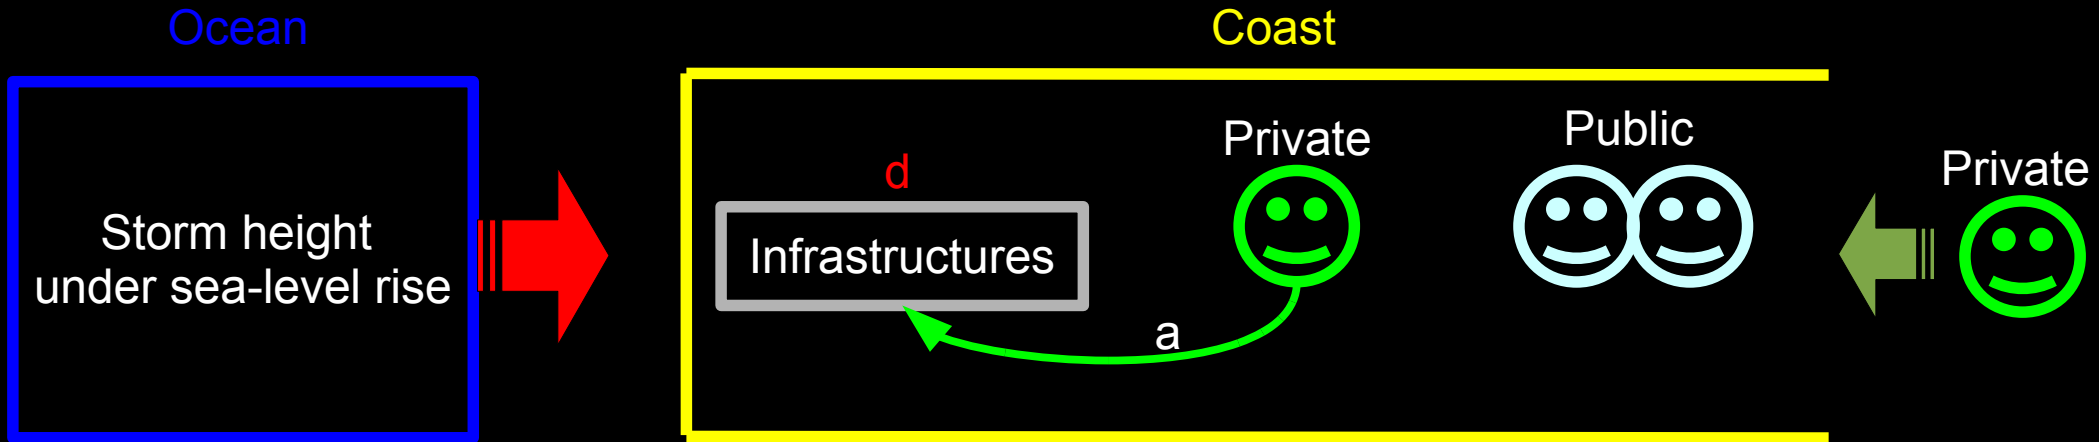 Ocean
Coast
Storm height
under sea-level rise
d
Infrastructures
Private
a
Public
Private